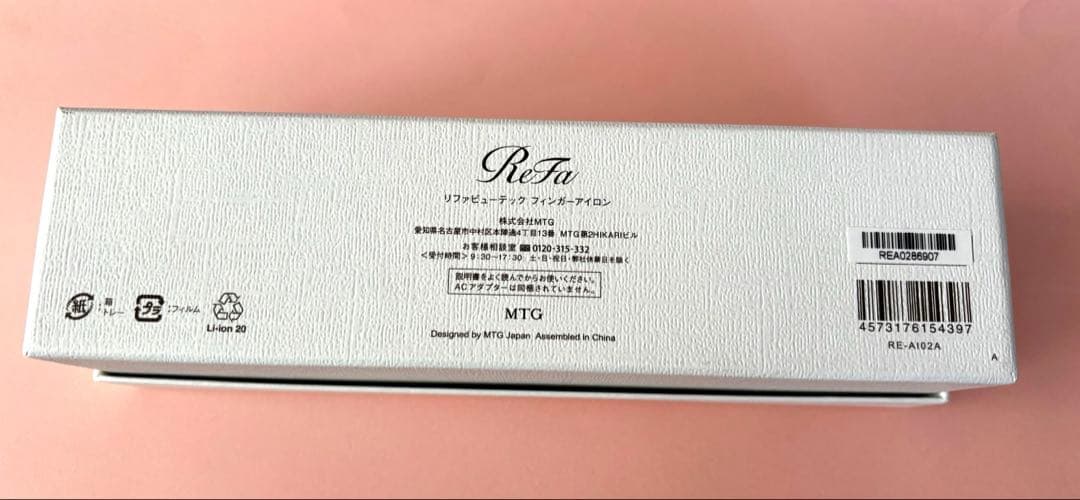 ReFa
リファビューテック フィンガーアイロン
株式会社MTG
愛知県名古屋市中村区本陣通4丁目13番 MTG第2HIKARIビル
お客様相談室 0120-315-332
<受付時間> 9:30〜17:30 土・日・祝日・弊社休業日を除く
説明書をよく読んでからお使いください。
ACアダプターは同梱されていません。
MTG
Designed by MTG Japan Assembled in China
紙 :箱
トレー
プラ :フィルム
Li-ion 20
REA0286907
4573176154397
RE-AI02A
A